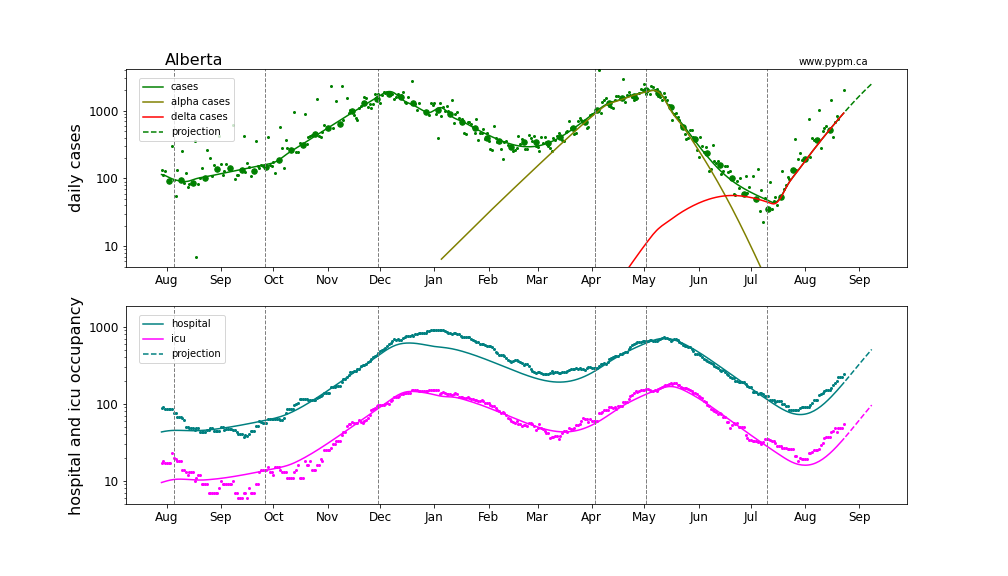 Alberta
www.pypm.ca
daily cases
1000
100
10
cases
alpha cases
delta cases
projection
Aug Sep Oct Nov Dec Jan Feb Mar Apr May Jun Jul Aug Sep
hospital and icu occupancy
1000
100
10
hospital
icu
projection
Aug Sep Oct Nov Dec Jan Feb Mar Apr May Jun Jul Aug Sep